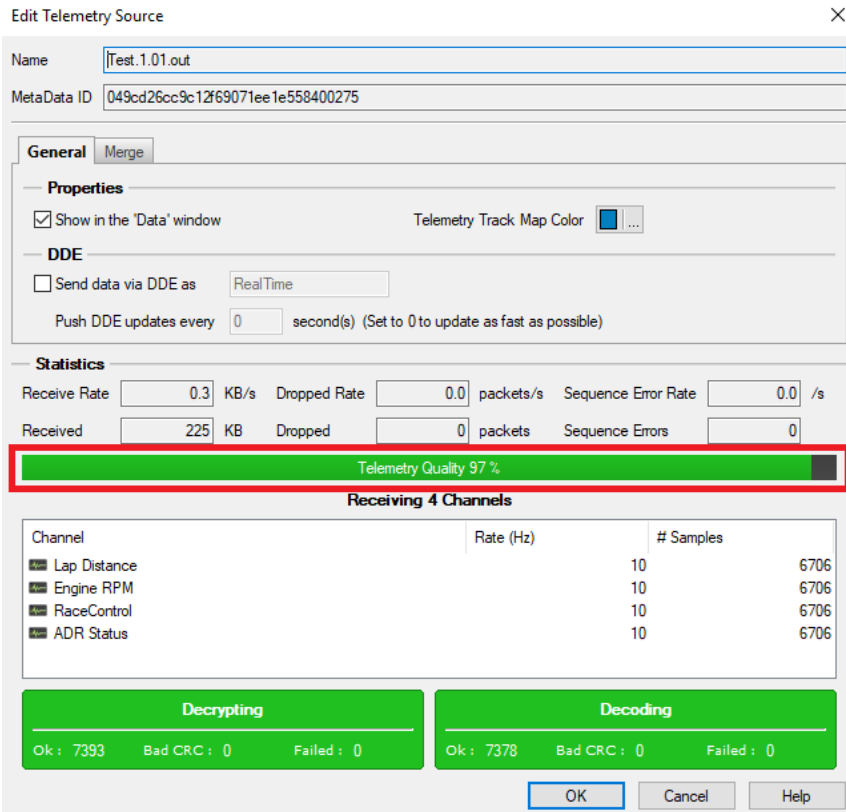 Edit Telemetry Source
Name Test.1.01.out
MetaData ID 049cd26cc9c12f69071ee1e558400275
General Merge
Properties
Show in the 'Data' window Telemetry Track Map Color ...
DDE
Send data via DDE as RealTime
Push DDE updates every 0 second(s) (Set to 0 to update as fast as possible)
Statistics
Receive Rate 0.3 KB/s Dropped Rate 0.0 packets/s Sequence Error Rate 0.0 /s
Received 225 KB Dropped 0 packets Sequence Errors 0
Telemetry Quality 97 %
Receiving 4 Channels
Channel Rate (Hz) # Samples
Lap Distance 10 6706
Engine RPM 10 6706
RaceControl 10 6706
ADR Status 10 6706
Decrypting Decoding
Ok : 7393 Bad CRC : 0 Failed : 0 Ok : 7378 Bad CRC : 0 Failed : 0
OK Cancel Help